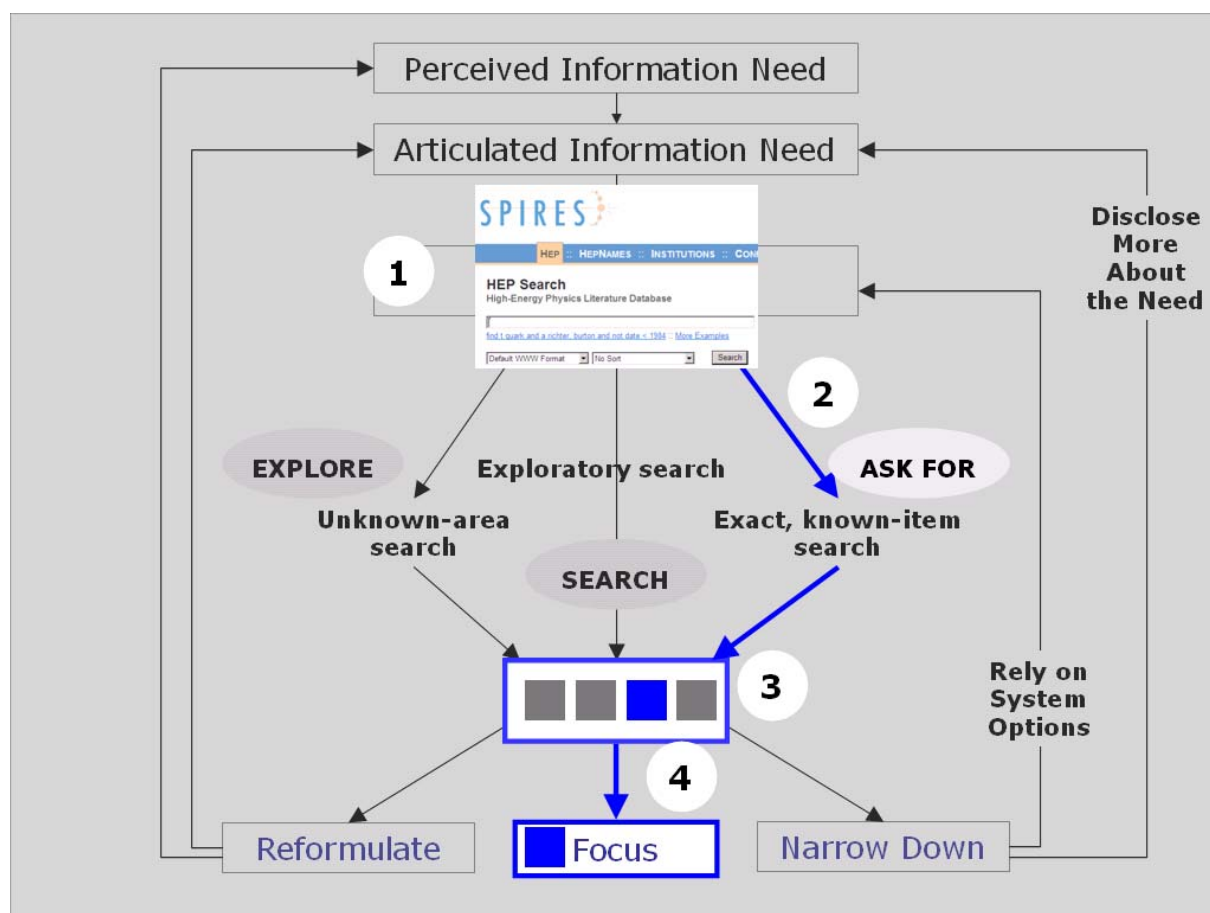 Perceived Information Need
Articulated Information Need
SPIRES
HEP :: HEPNAMES :: INSTITUTIONS :: CON
1
HEP Search
High-Energy Physics Literature Database
find t quark and a richter, burton and not date < 1984 :: More Examples
Default WWW Format
No Sort
Search
Disclose
More
About
the Need
2
EXPLORE
Exploratory search
ASK FOR
Unknown-area
search
Exact, known-item
search
SEARCH
3
Rely on
System
Options
4
Reformulate
Focus
Narrow Down